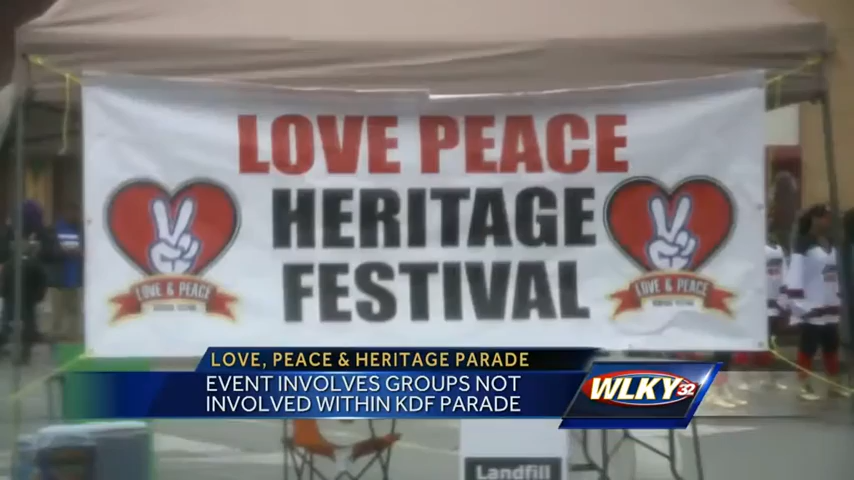 LOVE PEACE
HERITAGE
FESTIVAL
LOVE & PEACE
LOVE & PEACE
LOVE, PEACE & HERITAGE PARADE
EVENT INVOLVES GROUPS NOT
INVOLVED WITHIN KDF PARADE
WLKY 32
Landfill